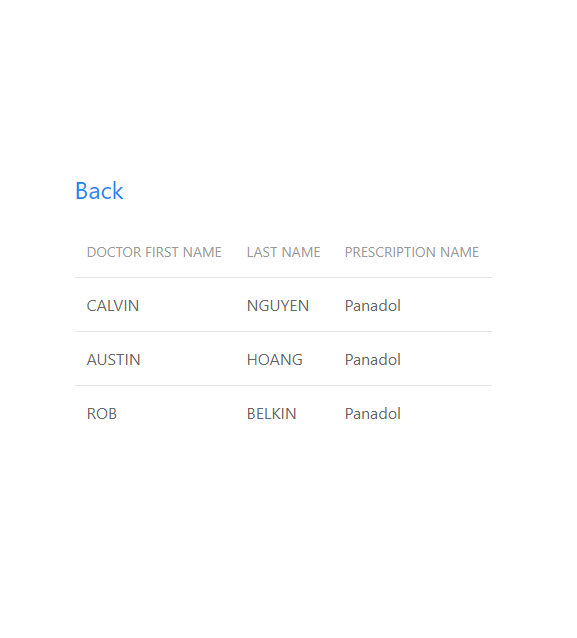 Back
DOCTOR FIRST NAME LAST NAME PRESCRIPTION NAME
CALVIN NGUYEN Panadol
AUSTIN HOANG Panadol
ROB BELKIN Panadol